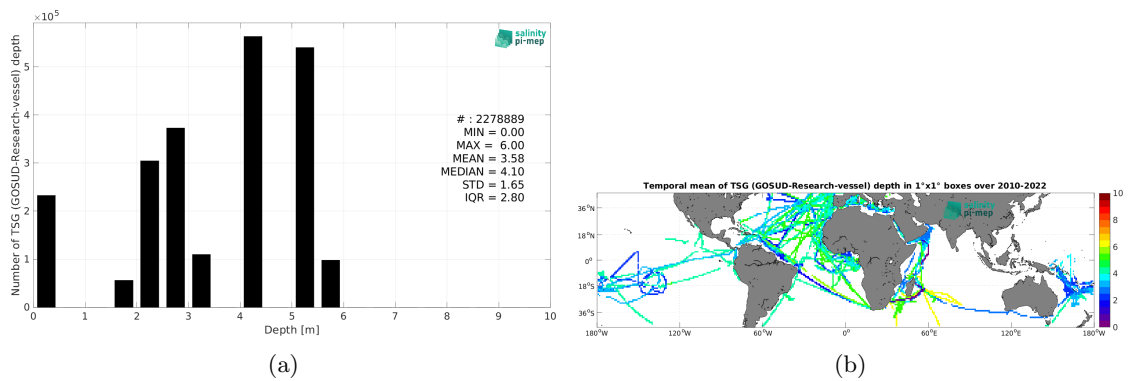 ×10⁵
Number of TSG (GOSUD-Research-vessel) depth
5
4
3
2
1
0
salinity
pi-mep
# : 2278889
MIN = 0.00
MAX = 6.00
MEAN = 3.58
MEDIAN = 4.10
STD = 1.65
IQR = 2.80
0 1 2 3 4 5 6 7 8 9 10
Depth [m]
(a)
Temporal mean of TSG (GOSUD-Research-vessel) depth in 1°x1° boxes over 2010-2022
salinity
pi-mep
36°N
18°N
0°
18°S
36°S
180°W 120°W 60°W 0° 60°E 120°E 180°E
10
8
6
4
2
0
(b)